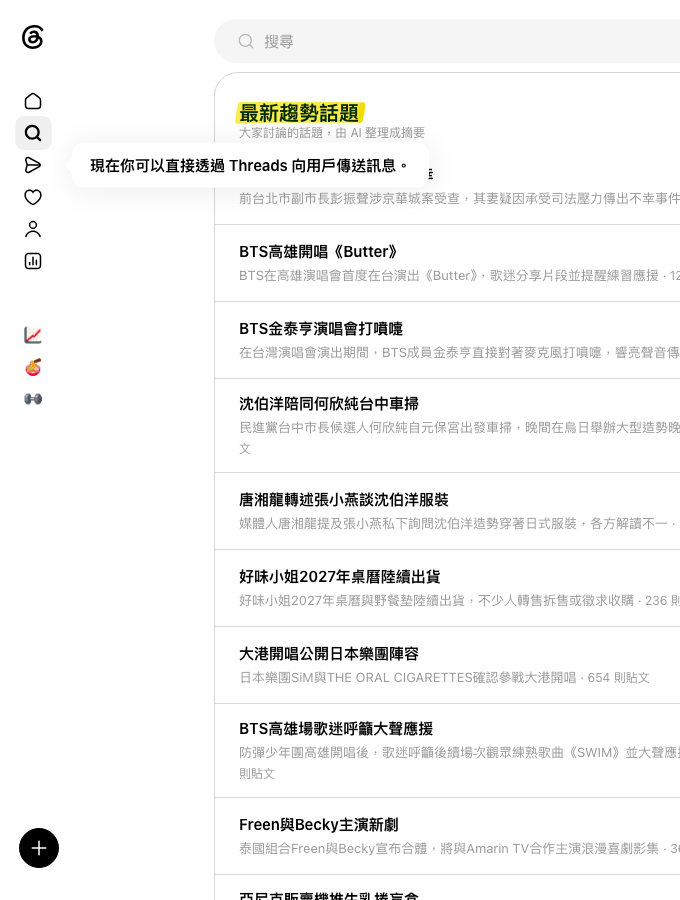 搜尋
最新趨勢話題
大家討論的話題，由 AI 整理成摘要
現在你可以直接透過 Threads 向用戶傳送訊息。
前台北市副市長彭振聲涉京華城案受查，其妻疑因承受司法壓力傳出不幸事件
BTS高雄開唱《Butter》
BTS在高雄演唱會首度在台演出《Butter》，歌迷分享片段並提醒練習應援 · 12
BTS金泰亨演唱會打噴嚏
在台灣演唱會演出期間，BTS成員金泰亨直接對著麥克風打噴嚏，響亮聲音傳
沈伯洋陪同何欣純台中車掃
民進黨台中市長候選人何欣純自元保宮出發車掃，晚間在烏日舉辦大型造勢晚
文
唐湘龍轉述張小燕談沈伯洋服裝
媒體人唐湘龍提及張小燕私下詢問沈伯洋造勢穿著日式服裝，各方解讀不一 ·
好味小姐2027年桌曆陸續出貨
好味小姐2027年桌曆與野餐墊陸續出貨，不少人轉售拆售或徵求收購 · 236 則
大港開唱公開日本樂團陣容
日本樂團SiM與THE ORAL CIGARETTES確認參戰大港開唱 · 654 則貼文
BTS高雄場歌迷呼籲大聲應援
防彈少年團高雄開唱後，歌迷呼籲後續場次觀眾練熟歌曲《SWIM》並大聲應援
則貼文
Freen與Becky主演新劇
泰國組合Freen與Becky宣布合體，將與Amarin TV合作主演浪漫喜劇影集 · 36
亞尼克販賣機推生乳捲盲盒